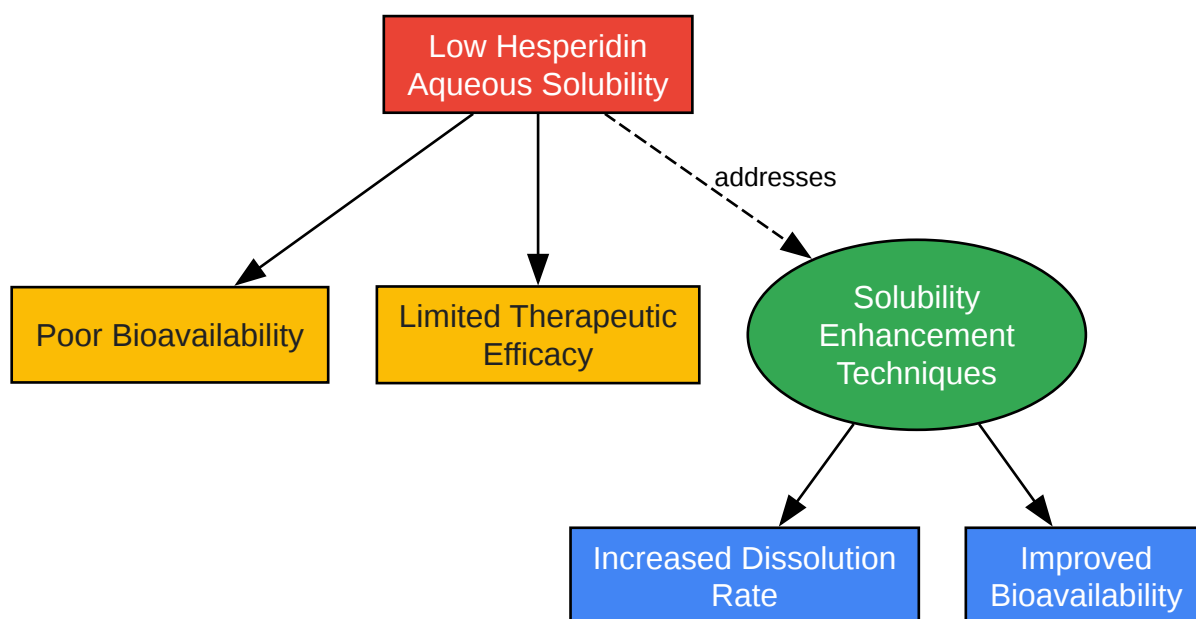 Low Hesperidin
Aqueous Solubility
addresses
Poor Bioavailability
Limited Therapeutic
Efficacy
Solubility
Enhancement
Techniques
Increased Dissolution
Rate
Improved
Bioavailability